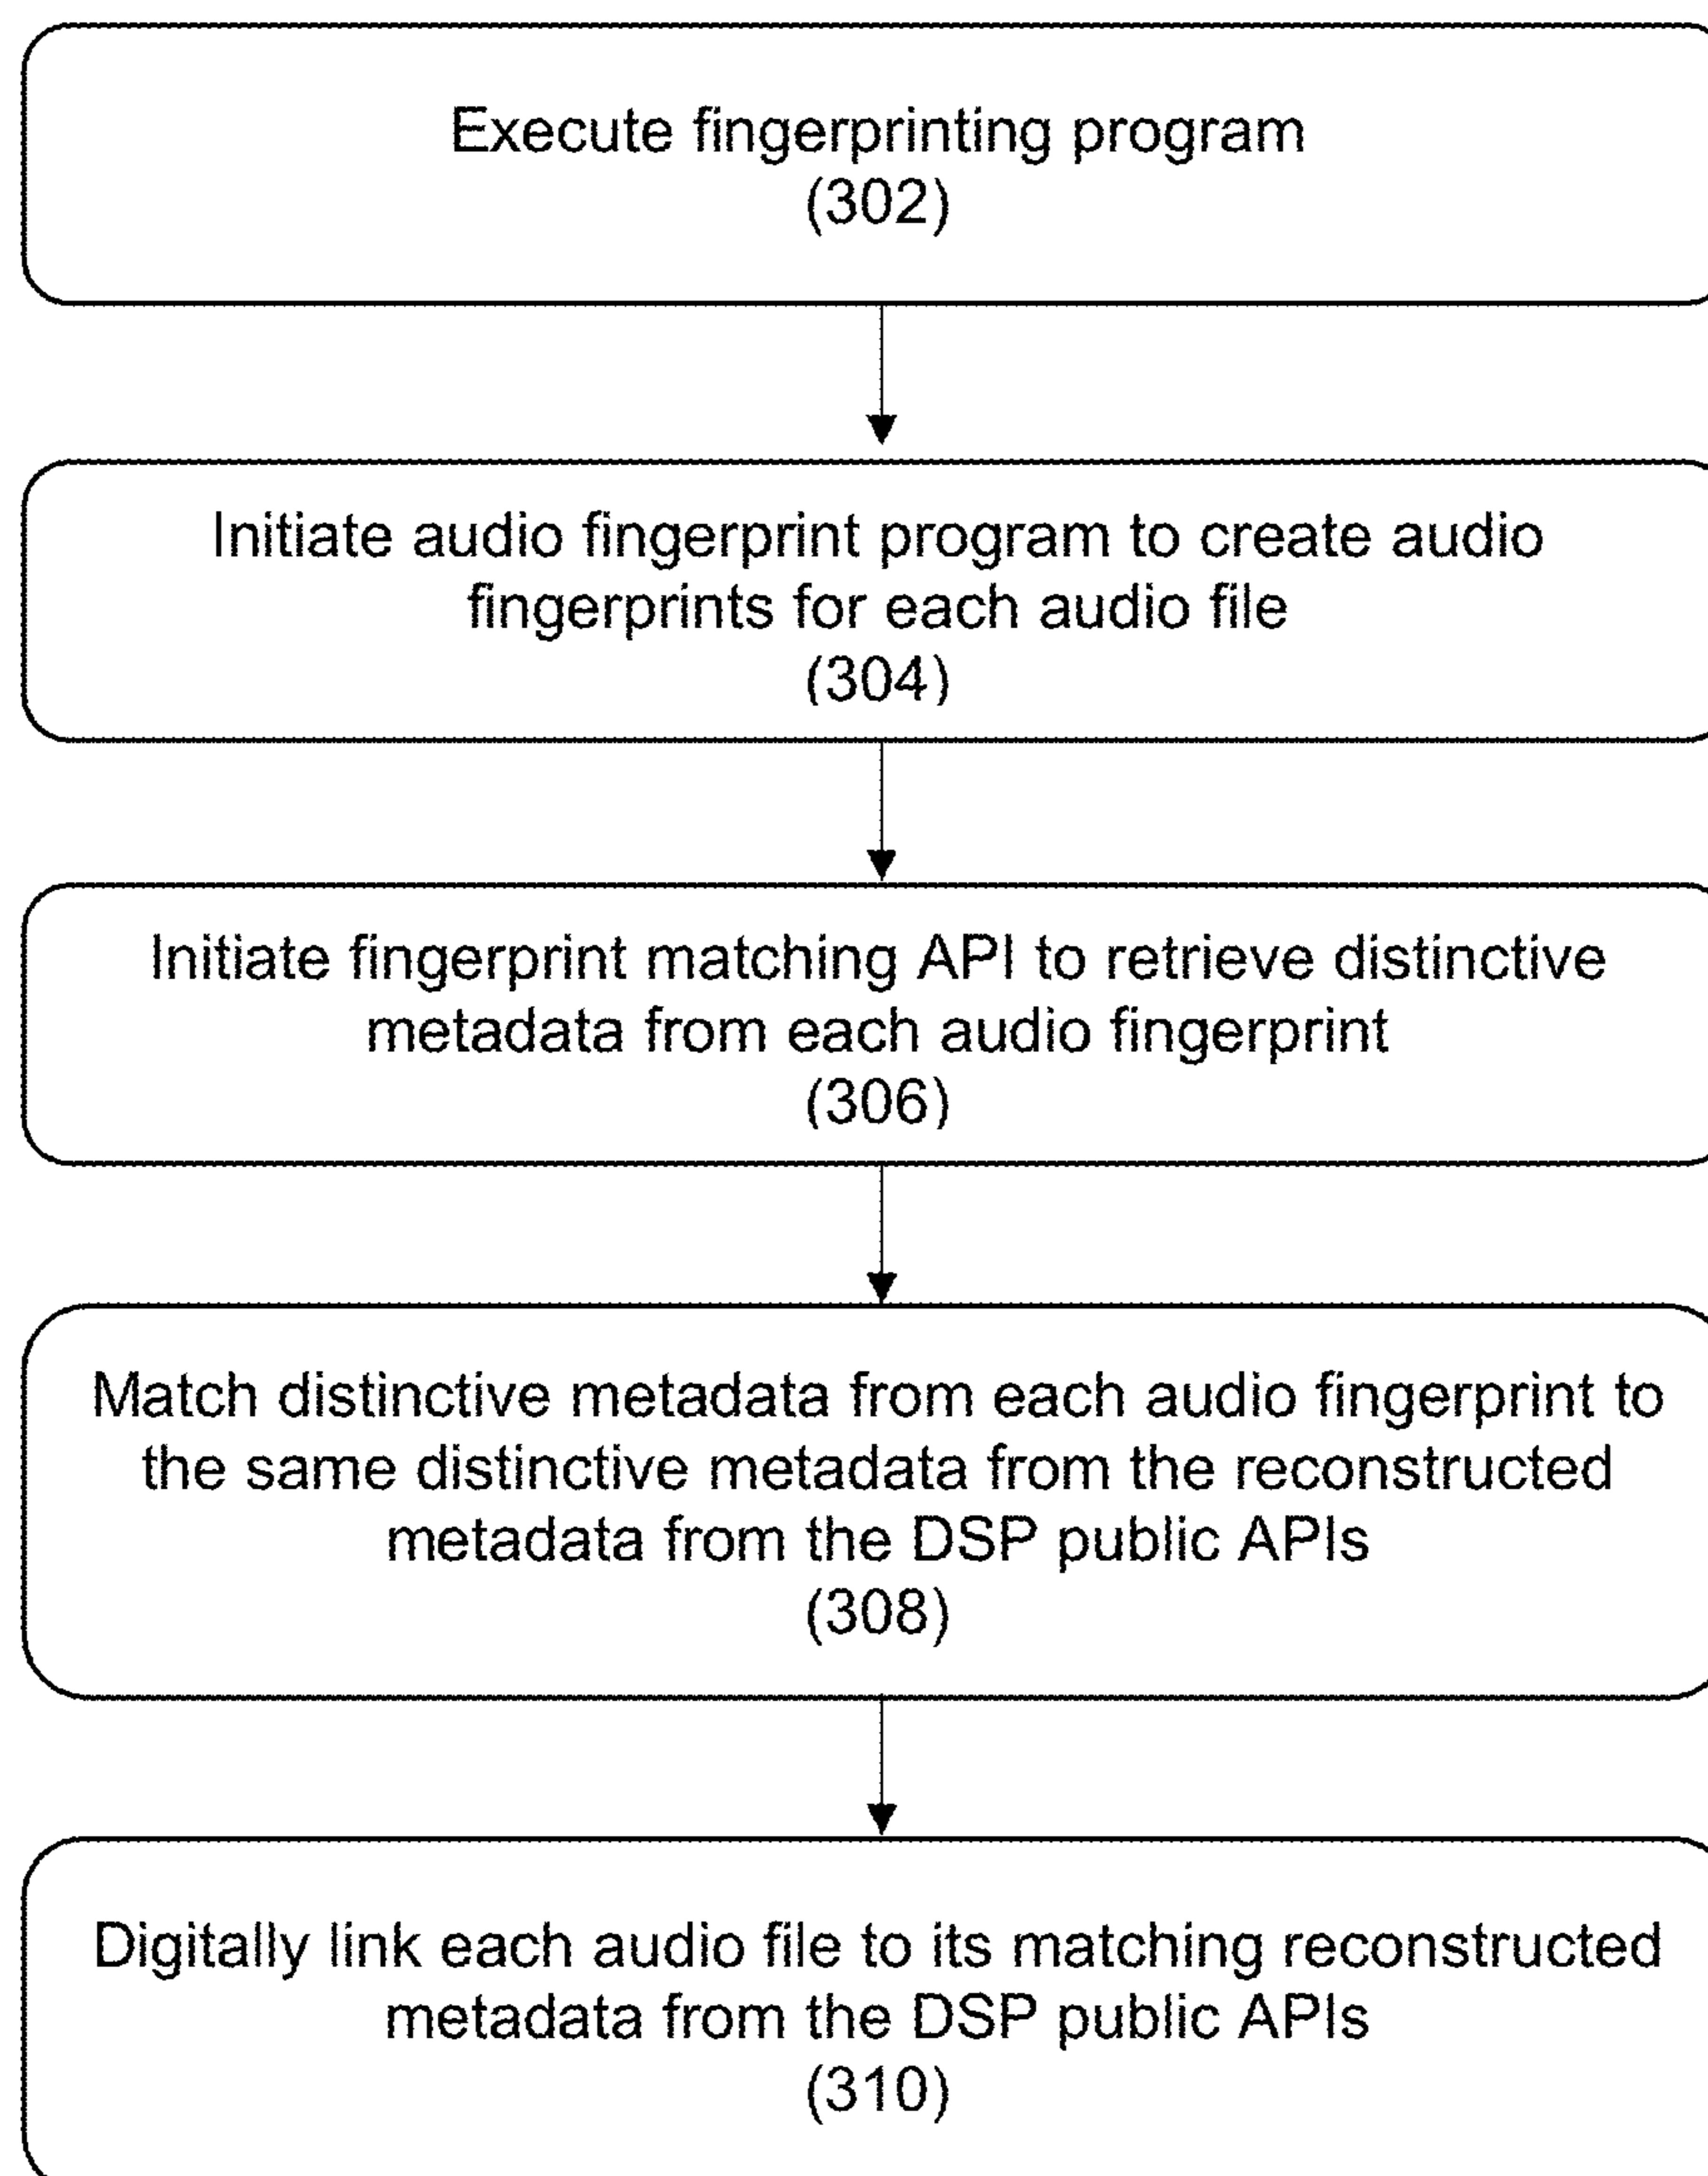 Execute fingerprinting program
(302)
Initiate audio fingerprint program to create audio
fingerprints for each audio file
(304)
Initiate fingerprint matching API to retrieve distinctive
metadata from each audio fingerprint
(306)
Match distinctive metadata from each audio fingerprint to
the same distinctive metadata from the reconstructed
metadata from the DSP public APIs
(308)
Digitally link each audio file to its matching reconstructed
metadata from the DSP public APIs
(310)